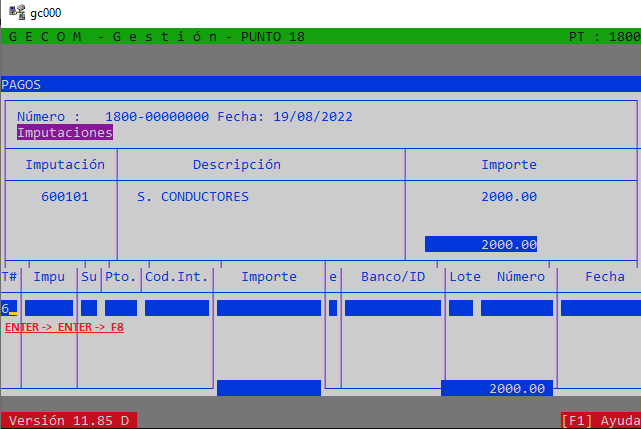 gc000
G E C O M - G e s t i ó n - PUNTO 18 PT : 1800
PAGOS
Número : 1800-00000000 Fecha: 19/08/2022
Imputaciones
Imputación Descripción Importe
600101 S. CONDUCTORES 2000.00
2000.00
T# Impu Su Pto. Cod.Int. Importe e Banco/ID Lote Número Fecha
6_
ENTER -> ENTER -> F8
2000.00
Versión 11.85 D [F1] Ayuda